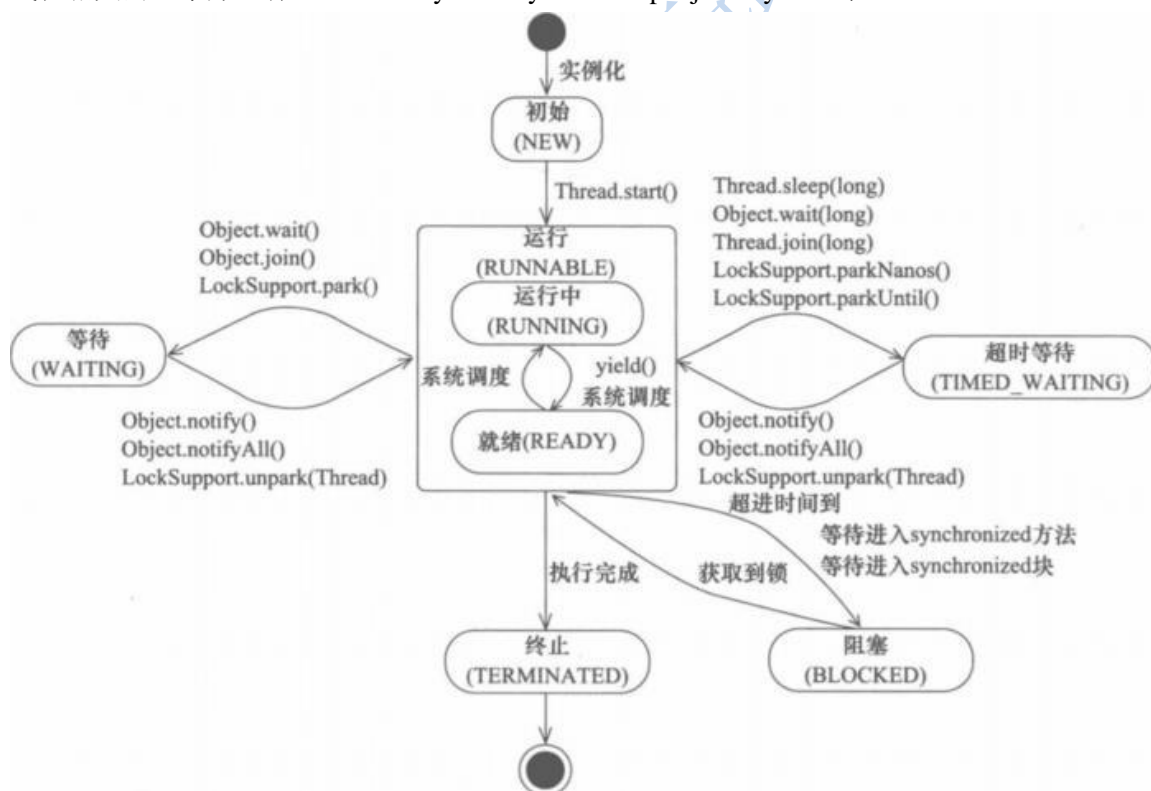 实例化
初始
(NEW)
Thread.start()
Object.wait()
Object.join()
LockSupport.park()
Thread.sleep(long)
Object.wait(long)
Thread.join(long)
LockSupport.parkNanos()
LockSupport.parkUntil()
运行
(RUNNABLE)
运行中
(RUNNING)
等待
(WAITING)
超时等待
(TIMED_WAITING)
系统调度
yield()
系统调度
就绪(READY)
Object.notify()
Object.notifyAll()
LockSupport.unpark(Thread)
Object.notify()
Object.notifyAll()
LockSupport.unpark(Thread)
超进时间到
等待进入synchronized方法
等待进入synchronized块
执行完成
获取到锁
终止
(TERMINATED)
阻塞
(BLOCKED)